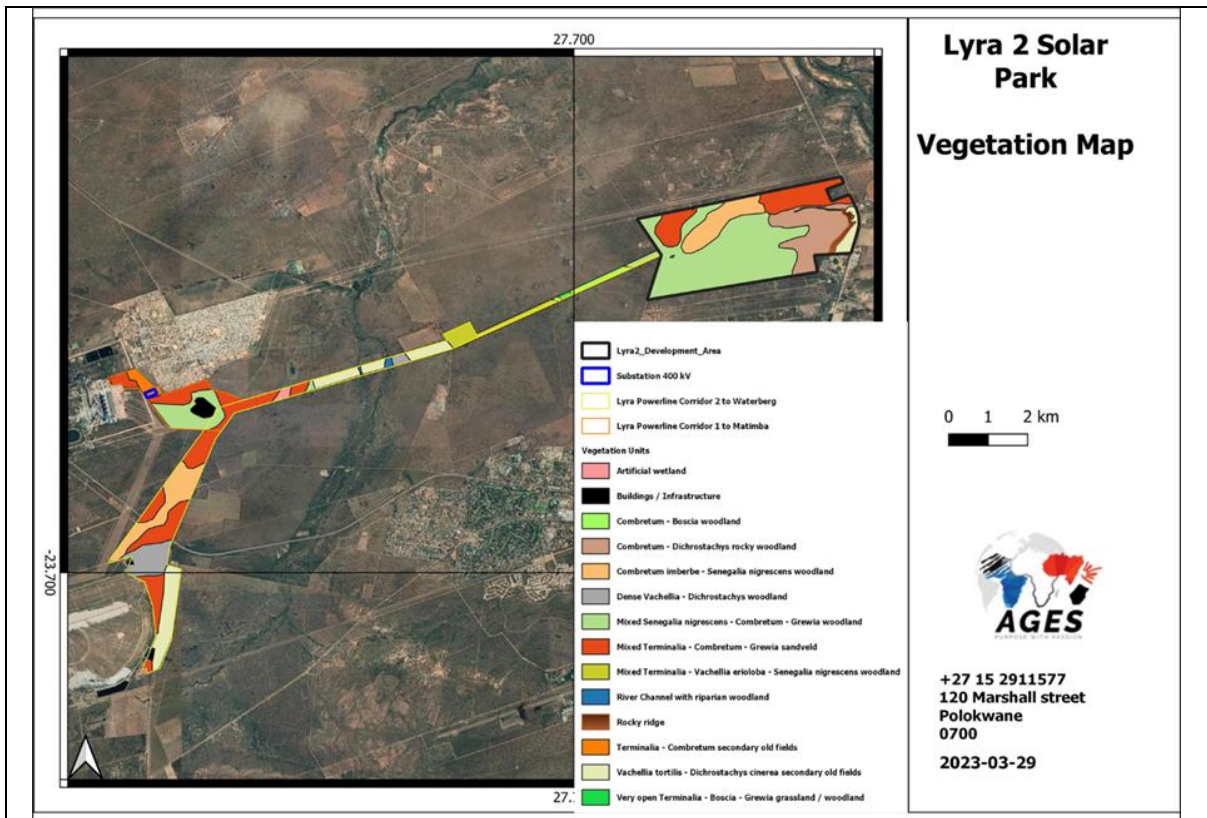 27.700
Lyra 2 Solar
Park
Vegetation Map
-23.700
Lyra2_Development_Area
Substation 400 kV
Lyra Powerline Corridor 2 to Waterberg
Lyra Powerline Corridor 1 to Matimba
Vegetation Units
Artificial wetland
Buildings / Infrastructure
Combretum - Boscia woodland
Combretum - Dichrostachys rocky woodland
Combretum imberbe - Senegalia nigrescens woodland
Dense Vachellia - Dichrostachys woodland
Mixed Senegalia nigrescens - Combretum - Grewia woodland
Mixed Terminalia - Combretum - Grewia sandveld
Mixed Terminalia - Vachellia erioloba - Senegalia nigrescens woodland
River Channel with riparian woodland
Rocky ridge
Terminalia - Combretum secondary old fields
Vachellia tortilis - Dichrostachys cinerea secondary old fields
Very open Terminalia - Boscia - Grewia grassland / woodland
0 1 2 km
AGES
PURPOSE WITH PASSION
+27 15 2911577
120 Marshall street
Polokwane
0700
2023-03-29